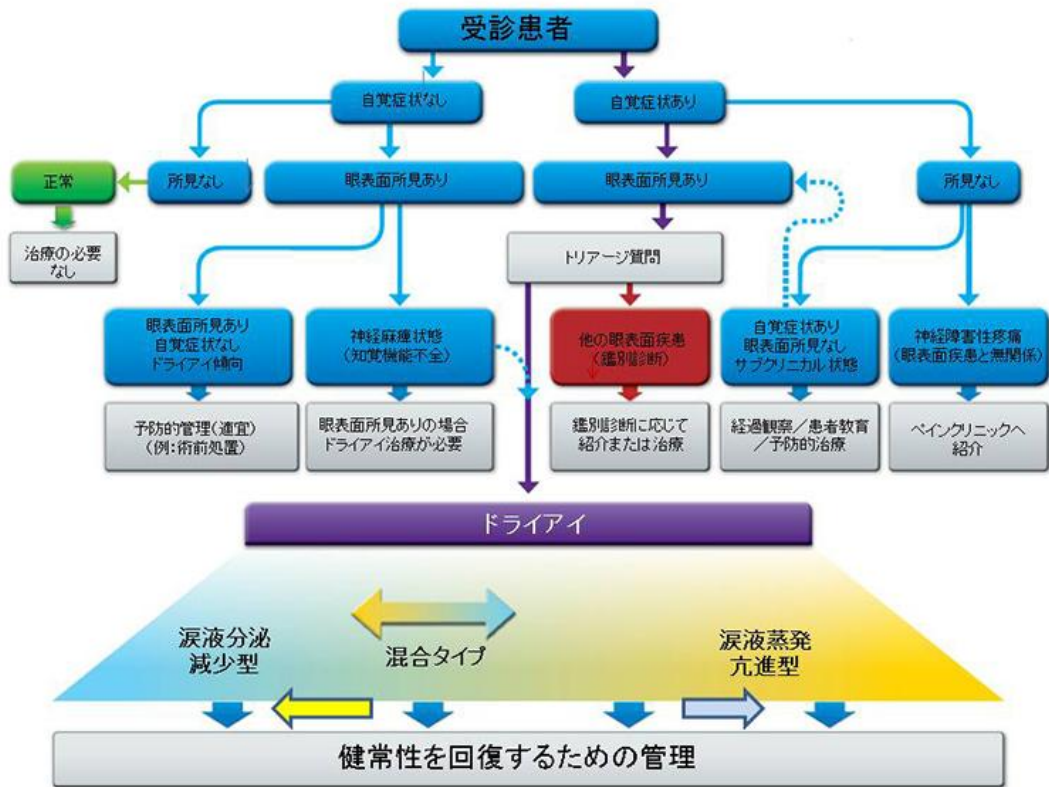 受診患者
自覚症状なし
自覚症状あり
正常
所見なし
眼表面所見あり
眼表面所見あり
所見なし
治療の必要
なし
トリアージ質問
眼表面所見あり
自覚症状なし
ドライアイ傾向
神経麻痺状態
(知覚機能不全)
他の眼表面疾患
(鑑別診断)
自覚症状あり
眼表面所見なし
サブクリニカル状態
神経障害性疼痛
(眼表面疾患と無関係)
予防的管理(適宜)
(例:術前処置)
眼表面所見ありの場合
ドライアイ治療が必要
鑑別診断に応じて
紹介または治療
経過観察/患者教育
/予防的治療
ペインクリニックへ
紹介
ドライアイ
涙液分泌
減少型
混合タイプ
涙液蒸発
亢進型
健常性を回復するための管理